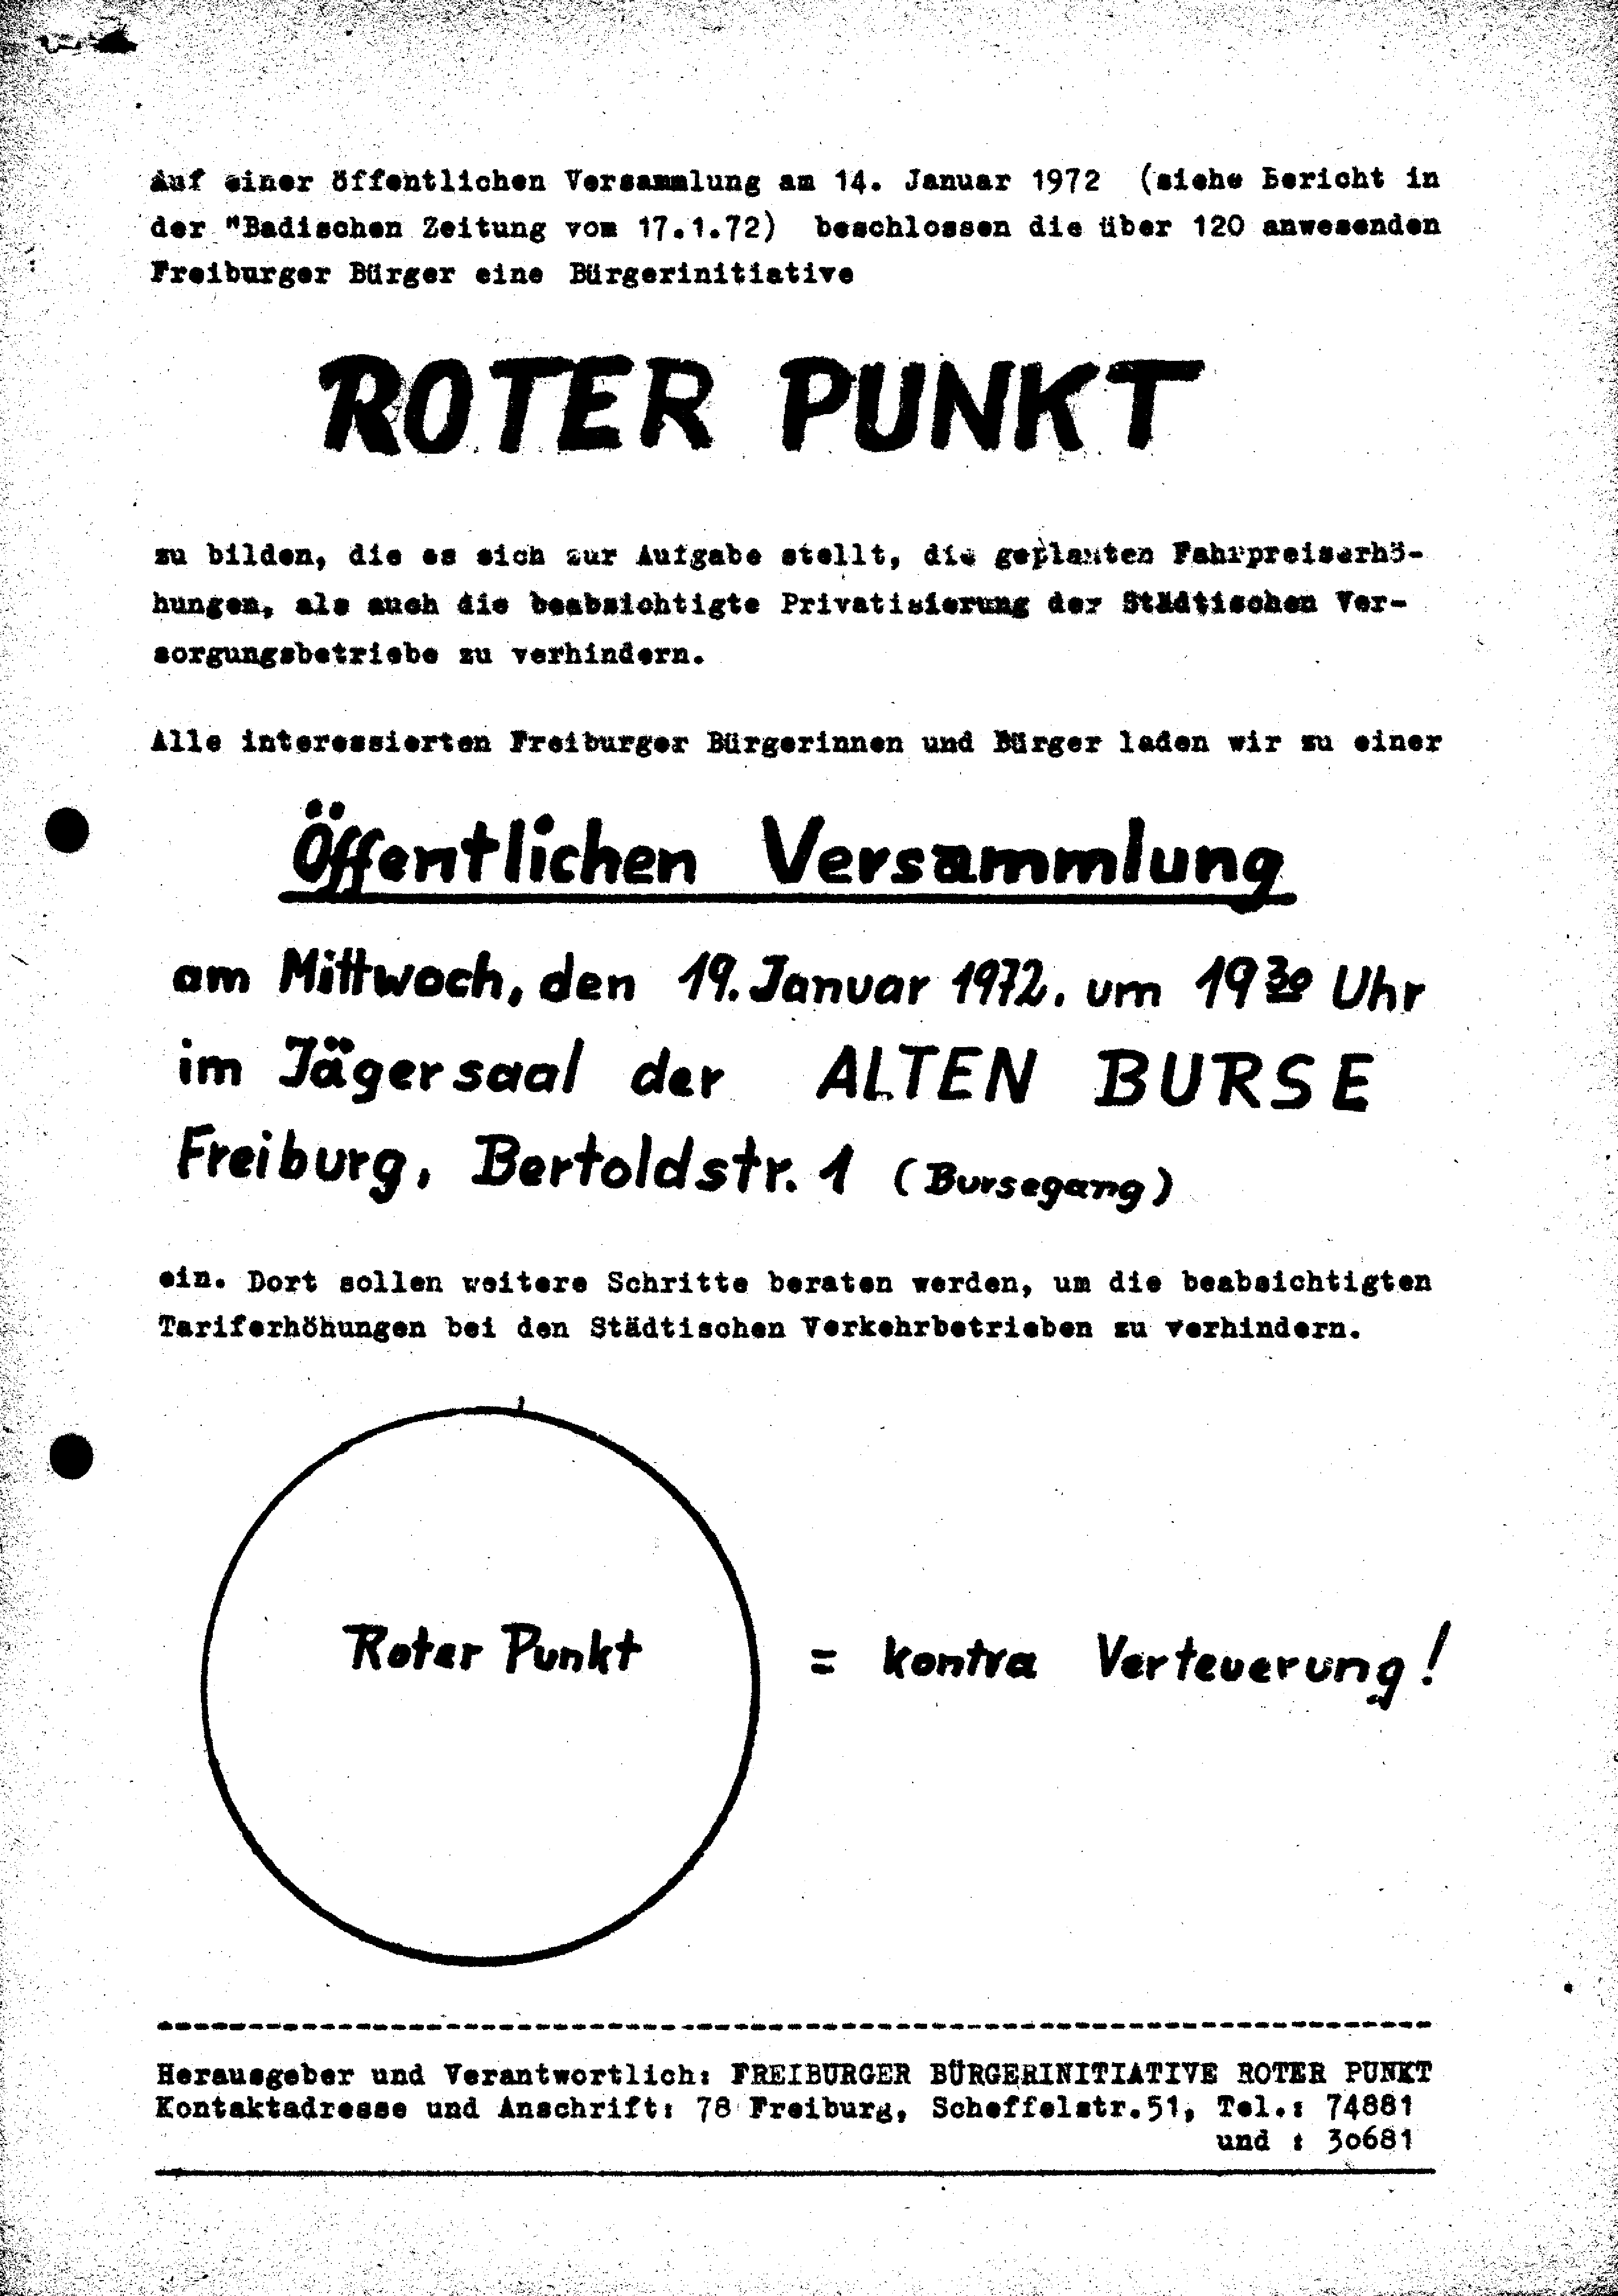 Auf einer öffentlichen Versammlung am 14. Januar 1972 (siehe Bericht in
der "Badischen Zeitung vom 17.1.72) beschlossen die über 120 anwesenden
Freiburger Bürger eine Bürgerinitiative
ROTER PUNKT
zu bilden, die es sich zur Aufgabe stellt, die geplanten Fahrpreiserhö-
hungen, als auch die beabsichtigte Privatisierung der Städtischen Ver-
sorgungsbetriebe zu verhindern.
Alle interessierten Freiburger Bürgerinnen und Bürger laden wir zu einer
Öffentlichen Versammlung
am Mittwoch, den 19. Januar 1972. um 19³⁰ Uhr
im Jägersaal der ALTEN BURSE
Freiburg, Bertoldstr. 1 (Bursegang)
ein. Dort sollen weitere Schritte beraten werden, um die beabsichtigten
Tariferhöhungen bei den Städtischen Verkehrbetrieben zu verhindern.
Roter Punkt = kontra Verteuerung!
Herausgeber und Verantwortlich: FREIBURGER BÜRGERINITIATIVE ROTER PUNKT
Kontaktadresse und Anschrift: 78 Freiburg, Scheffelstr.51, Tel.: 74881
und : 30681